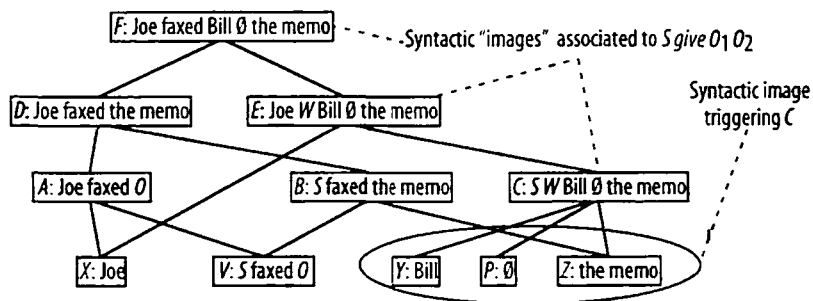 F: Joe faxed Bill Ø the memo
Syntactic “images” associated to S give O1 O2
Syntactic image
triggering C
D: Joe faxed the memo
E: Joe W Bill Ø the memo
A: Joe faxed O
B: S faxed the memo
C: S W Bill Ø the memo
X: Joe
V: S faxed O
Y: Bill
P: Ø
Z: the memo